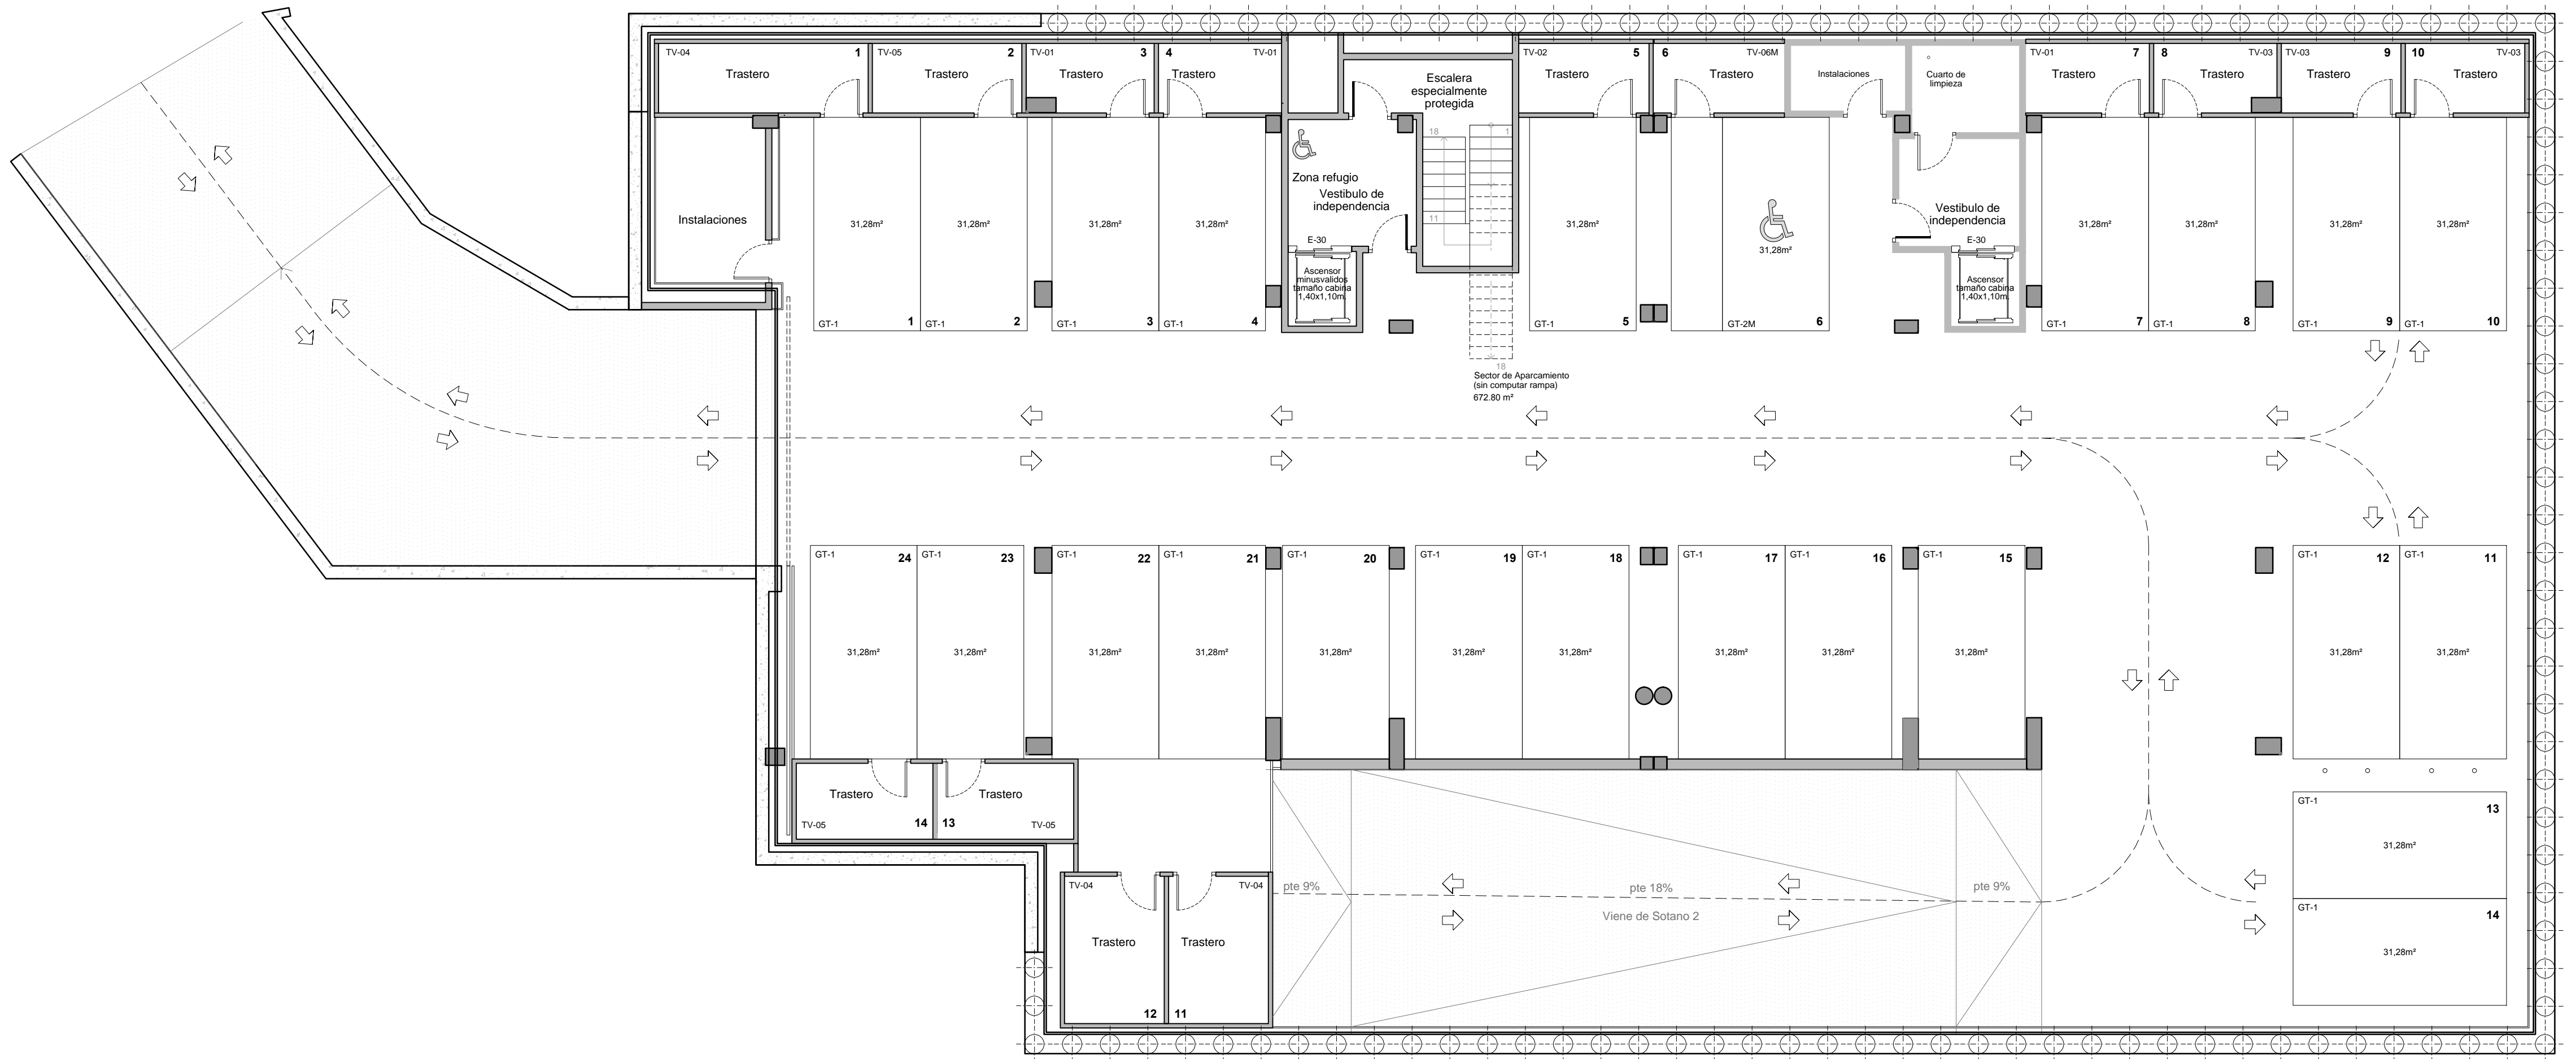 TV-04 1
Trastero
TV-05 2
Trastero
TV-01 3
Trastero
4 TV-01
Trastero
Escalera
especialmente
protegida
TV-02 5
Trastero
6 TV-06M
Trastero
Instalaciones
Cuarto de
limpieza
TV-01 7
Trastero
8 TV-03
Trastero
TV-03 9
Trastero
10 TV-03
Trastero
18
1
11
Zona refugio
Vestibulo de
independencia
E-30
Ascensor
minusvalidos
tamaño cabina
1,40x1,10m.
Instalaciones
31,28m²
GT-1 1
31,28m²
GT-1 2
31,28m²
GT-1 3
31,28m²
GT-1 4
31,28m²
GT-1 5
31,28m²
GT-2M 6
Vestibulo de
independencia
E-30
Ascensor
tamaño cabina
1,40x1,10m.
31,28m²
GT-1 7
31,28m²
GT-1 8
31,28m²
GT-1 9
31,28m²
GT-1 10
18
Sector de Aparcamiento
(sin computar rampa)
672.80 m²
GT-1 24
31,28m²
GT-1 23
31,28m²
GT-1 22
31,28m²
GT-1 21
31,28m²
GT-1 20
31,28m²
GT-1 19
31,28m²
GT-1 18
31,28m²
GT-1 17
31,28m²
GT-1 16
31,28m²
GT-1 15
31,28m²
GT-1 12
31,28m²
GT-1 11
31,28m²
Trastero
TV-05 14
Trastero
13 TV-05
TV-04
Trastero
12
TV-04
Trastero
11
pte 9%
pte 18%
pte 9%
Viene de Sotano 2
GT-1 13
31,28m²
GT-1 14
31,28m²